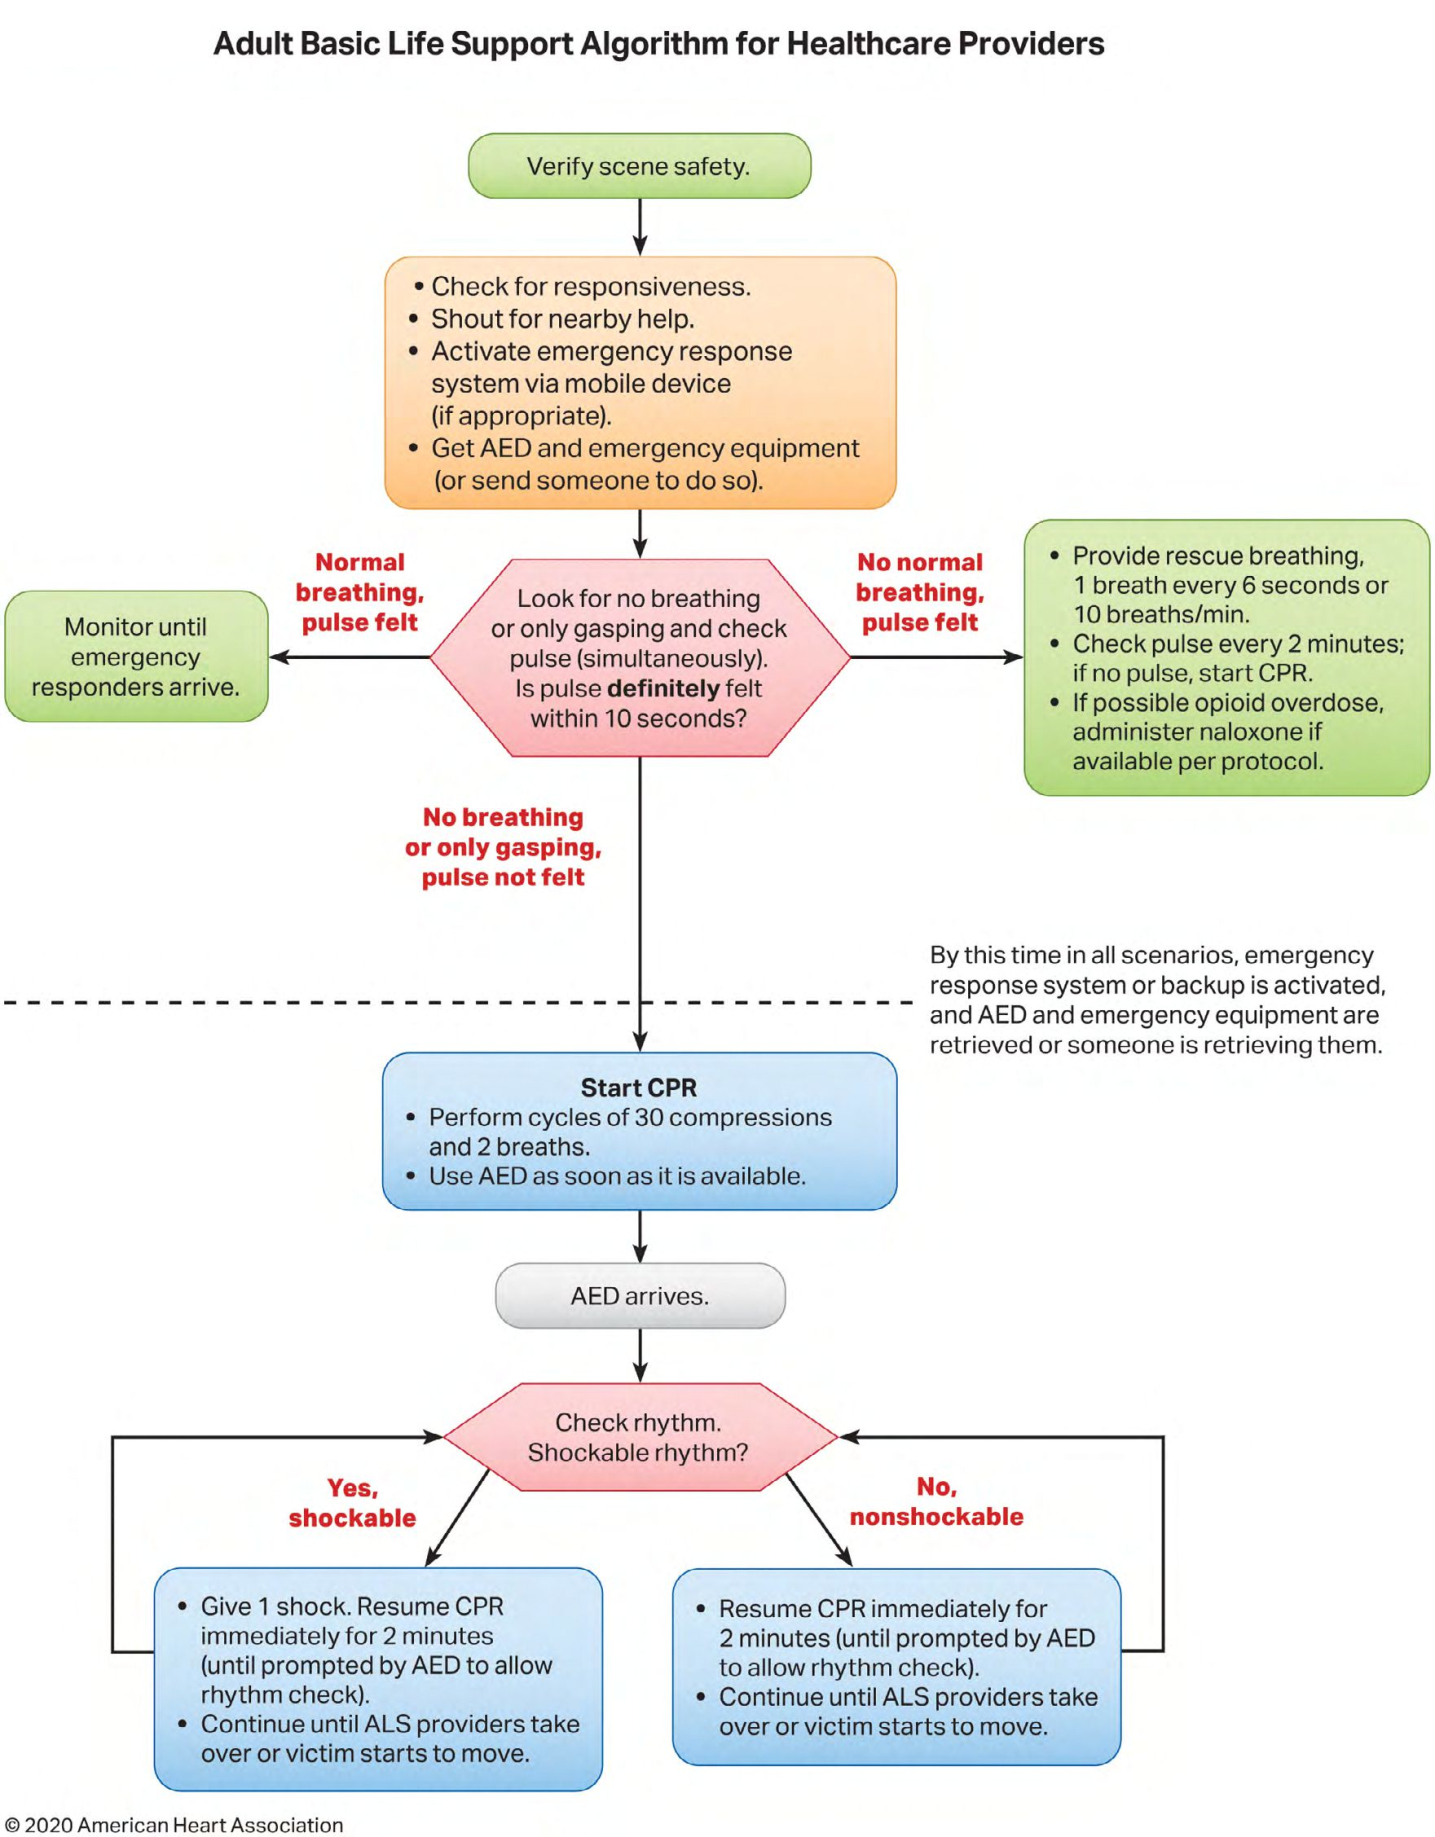 Adult Basic Life Support Algorithm for Healthcare Providers
Verify scene safety.
• Check for responsiveness.
• Shout for nearby help.
• Activate emergency response
system via mobile device
(if appropriate).
• Get AED and emergency equipment
(or send someone to do so).
Normal
breathing,
pulse felt
Monitor until
emergency
responders arrive.
Look for no breathing
or only gasping and check
pulse (simultaneously).
Is pulse definitely felt
within 10 seconds?
No normal
breathing,
pulse felt
• Provide rescue breathing,
1 breath every 6 seconds or
10 breaths/min.
• Check pulse every 2 minutes;
if no pulse, start CPR.
• If possible opioid overdose,
administer naloxone if
available per protocol.
No breathing
or only gasping,
pulse not felt
By this time in all scenarios, emergency
response system or backup is activated,
and AED and emergency equipment are
retrieved or someone is retrieving them.
Start CPR
• Perform cycles of 30 compressions
and 2 breaths.
• Use AED as soon as it is available.
AED arrives.
Check rhythm.
Shockable rhythm?
Yes,
shockable
No,
nonshockable
• Give 1 shock. Resume CPR
immediately for 2 minutes
(until prompted by AED to allow
rhythm check).
• Continue until ALS providers take
over or victim starts to move.
• Resume CPR immediately for
2 minutes (until prompted by AED
to allow rhythm check).
• Continue until ALS providers take
over or victim starts to move.
© 2020 American Heart Association